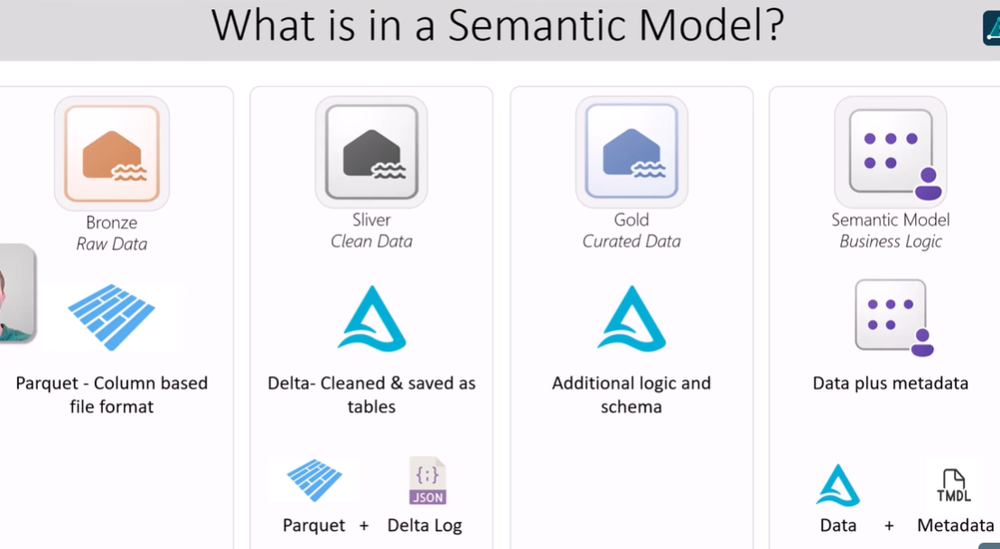 What is in a Semantic Model?
Bronze
Raw Data
Parquet - Column based
file format
Sliver
Clean Data
Delta- Cleaned & saved as
tables
{;}
JSON
Parquet + Delta Log
Gold
Curated Data
Additional logic and
schema
Semantic Model
Business Logic
Data plus metadata
TMDL
Data + Metadata